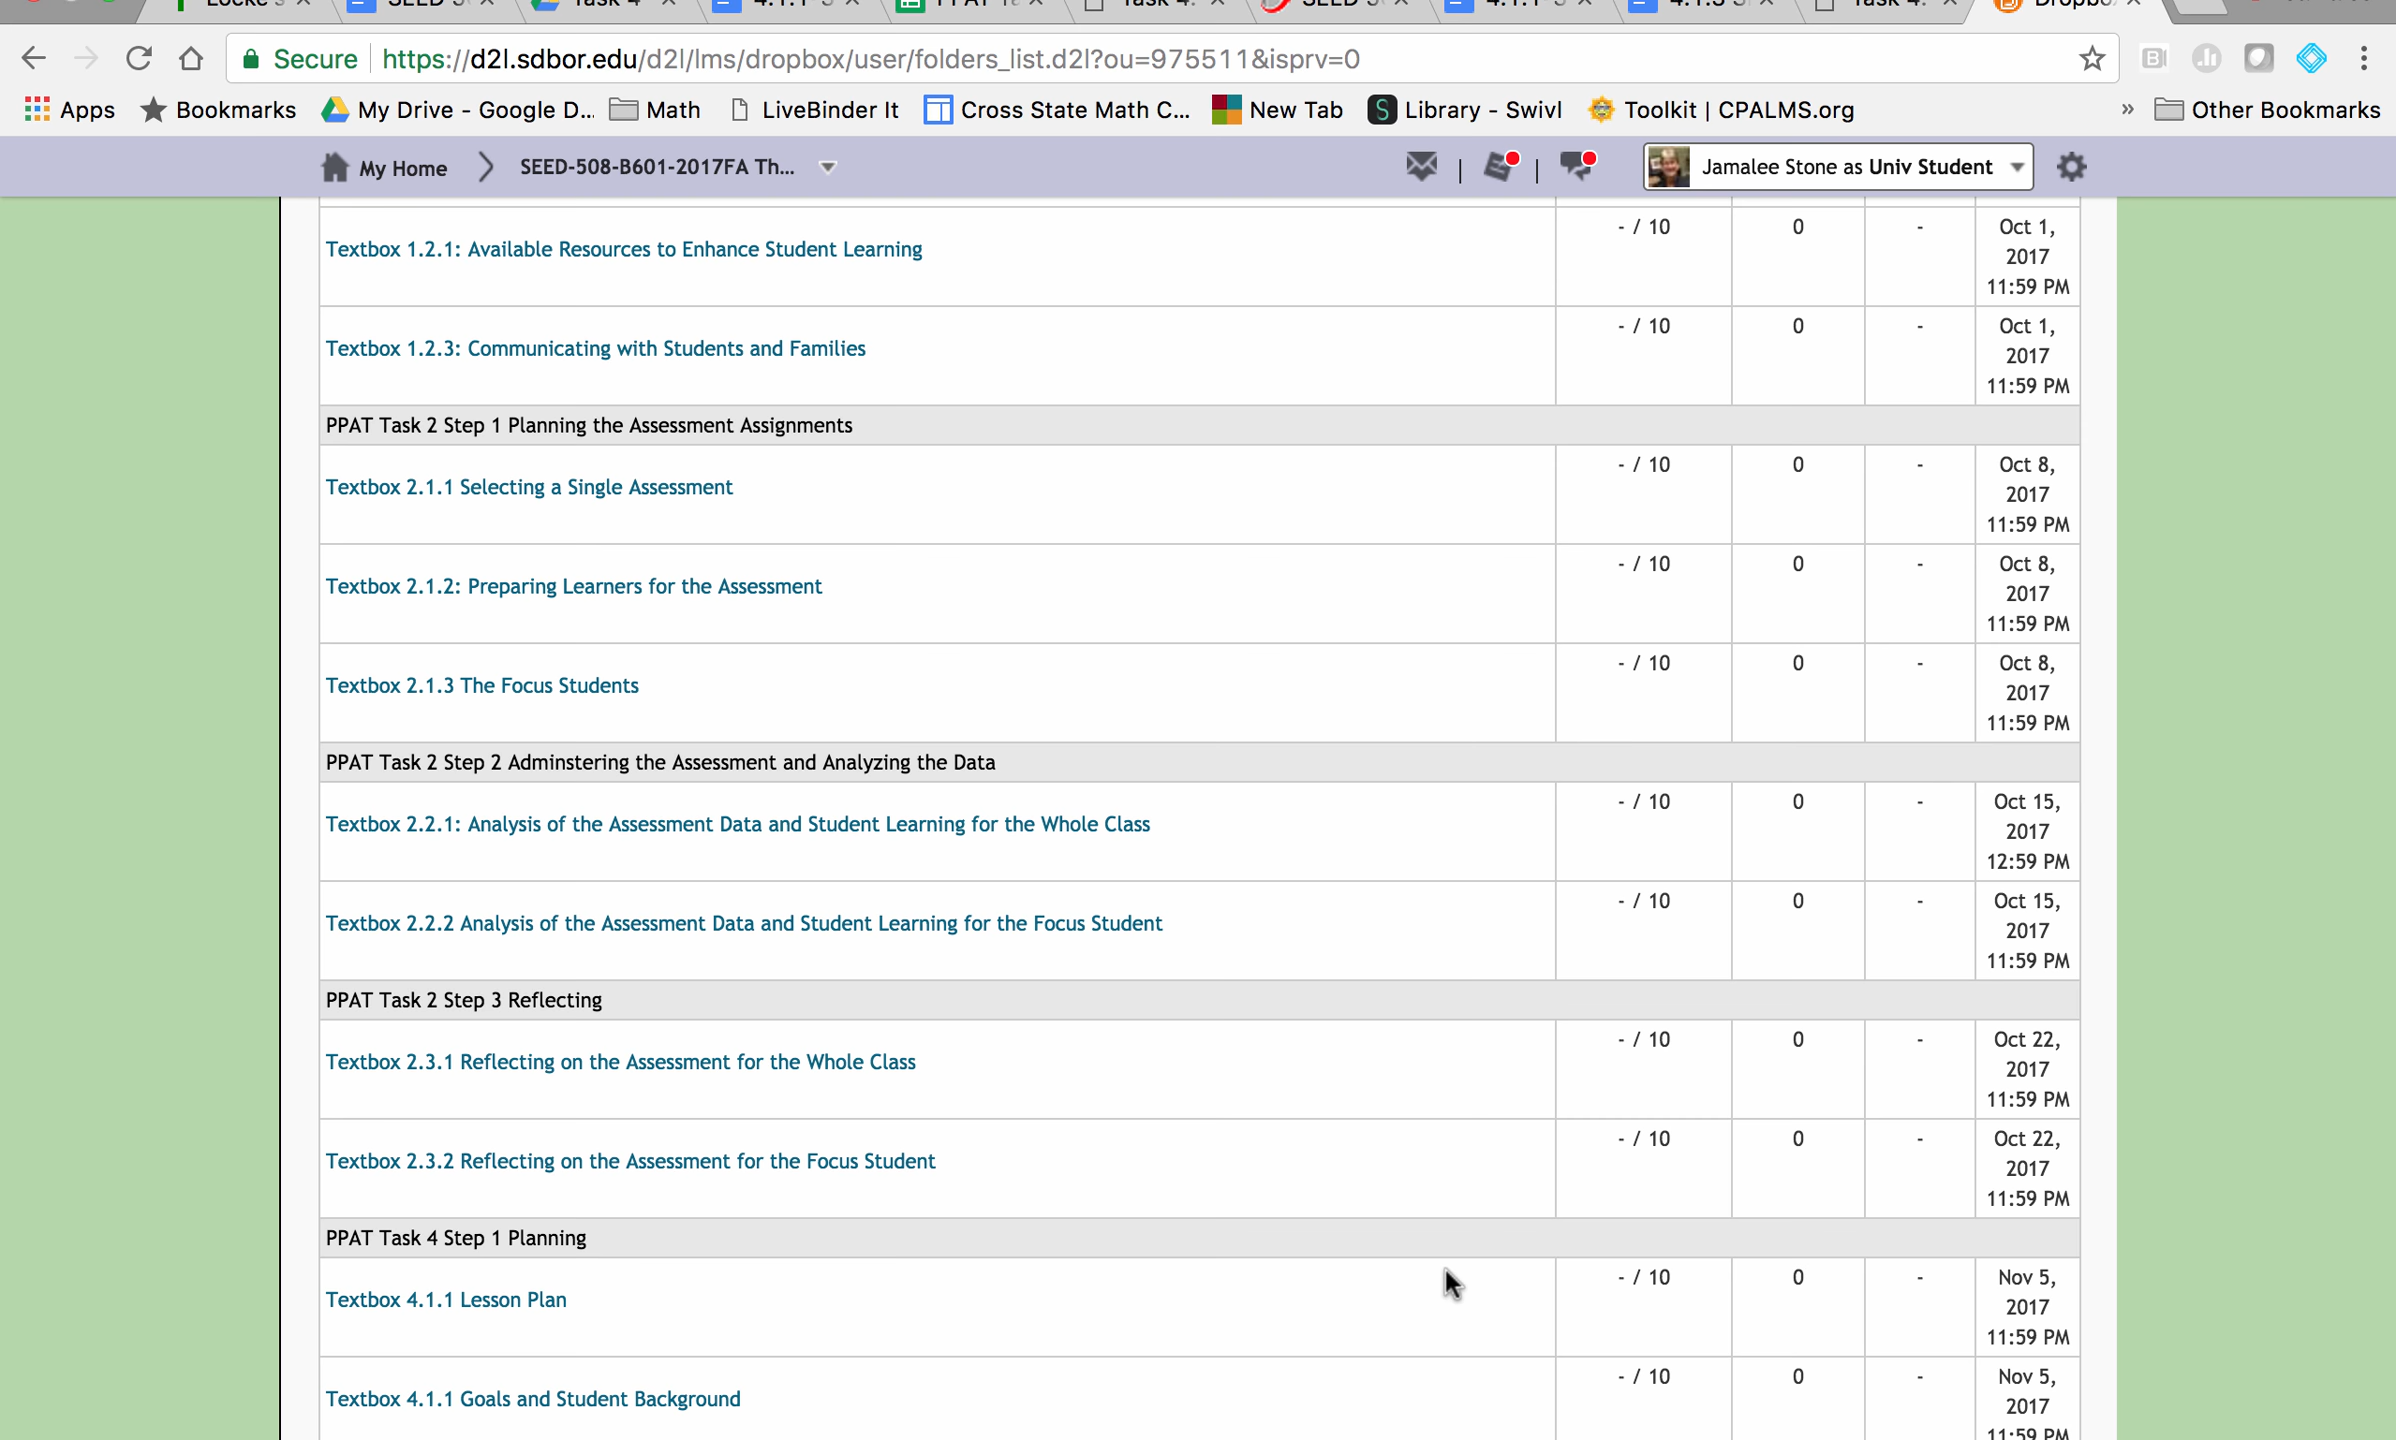 Task 4
4.1.1
Secure https://d2l.sdbor.edu/d2l/lms/dropbox/user/folders_list.d2l?ou=975511&isprv=0
Apps Bookmarks My Drive - Google D... Math LiveBinder It Cross State Math C... New Tab Library - Swivl Toolkit | CPALMS.org » Other Bookmarks
My Home SEED-508-B601-2017FA Th... | | Jamalee Stone as Univ Student
Textbox 1.2.1: Available Resources to Enhance Student Learning - / 10 0 - Oct 1,
2017
11:59 PM
Textbox 1.2.3: Communicating with Students and Families - / 10 0 - Oct 1,
2017
11:59 PM
PPAT Task 2 Step 1 Planning the Assessment Assignments
Textbox 2.1.1 Selecting a Single Assessment - / 10 0 - Oct 8,
2017
11:59 PM
Textbox 2.1.2: Preparing Learners for the Assessment - / 10 0 - Oct 8,
2017
11:59 PM
Textbox 2.1.3 The Focus Students - / 10 0 - Oct 8,
2017
11:59 PM
PPAT Task 2 Step 2 Adminstering the Assessment and Analyzing the Data
Textbox 2.2.1: Analysis of the Assessment Data and Student Learning for the Whole Class - / 10 0 - Oct 15,
2017
12:59 PM
Textbox 2.2.2 Analysis of the Assessment Data and Student Learning for the Focus Student - / 10 0 - Oct 15,
2017
11:59 PM
PPAT Task 2 Step 3 Reflecting
Textbox 2.3.1 Reflecting on the Assessment for the Whole Class - / 10 0 - Oct 22,
2017
11:59 PM
Textbox 2.3.2 Reflecting on the Assessment for the Focus Student - / 10 0 - Oct 22,
2017
11:59 PM
PPAT Task 4 Step 1 Planning
Textbox 4.1.1 Lesson Plan - / 10 0 - Nov 5,
2017
11:59 PM
Textbox 4.1.1 Goals and Student Background - / 10 0 - Nov 5,
2017
11:59 PM